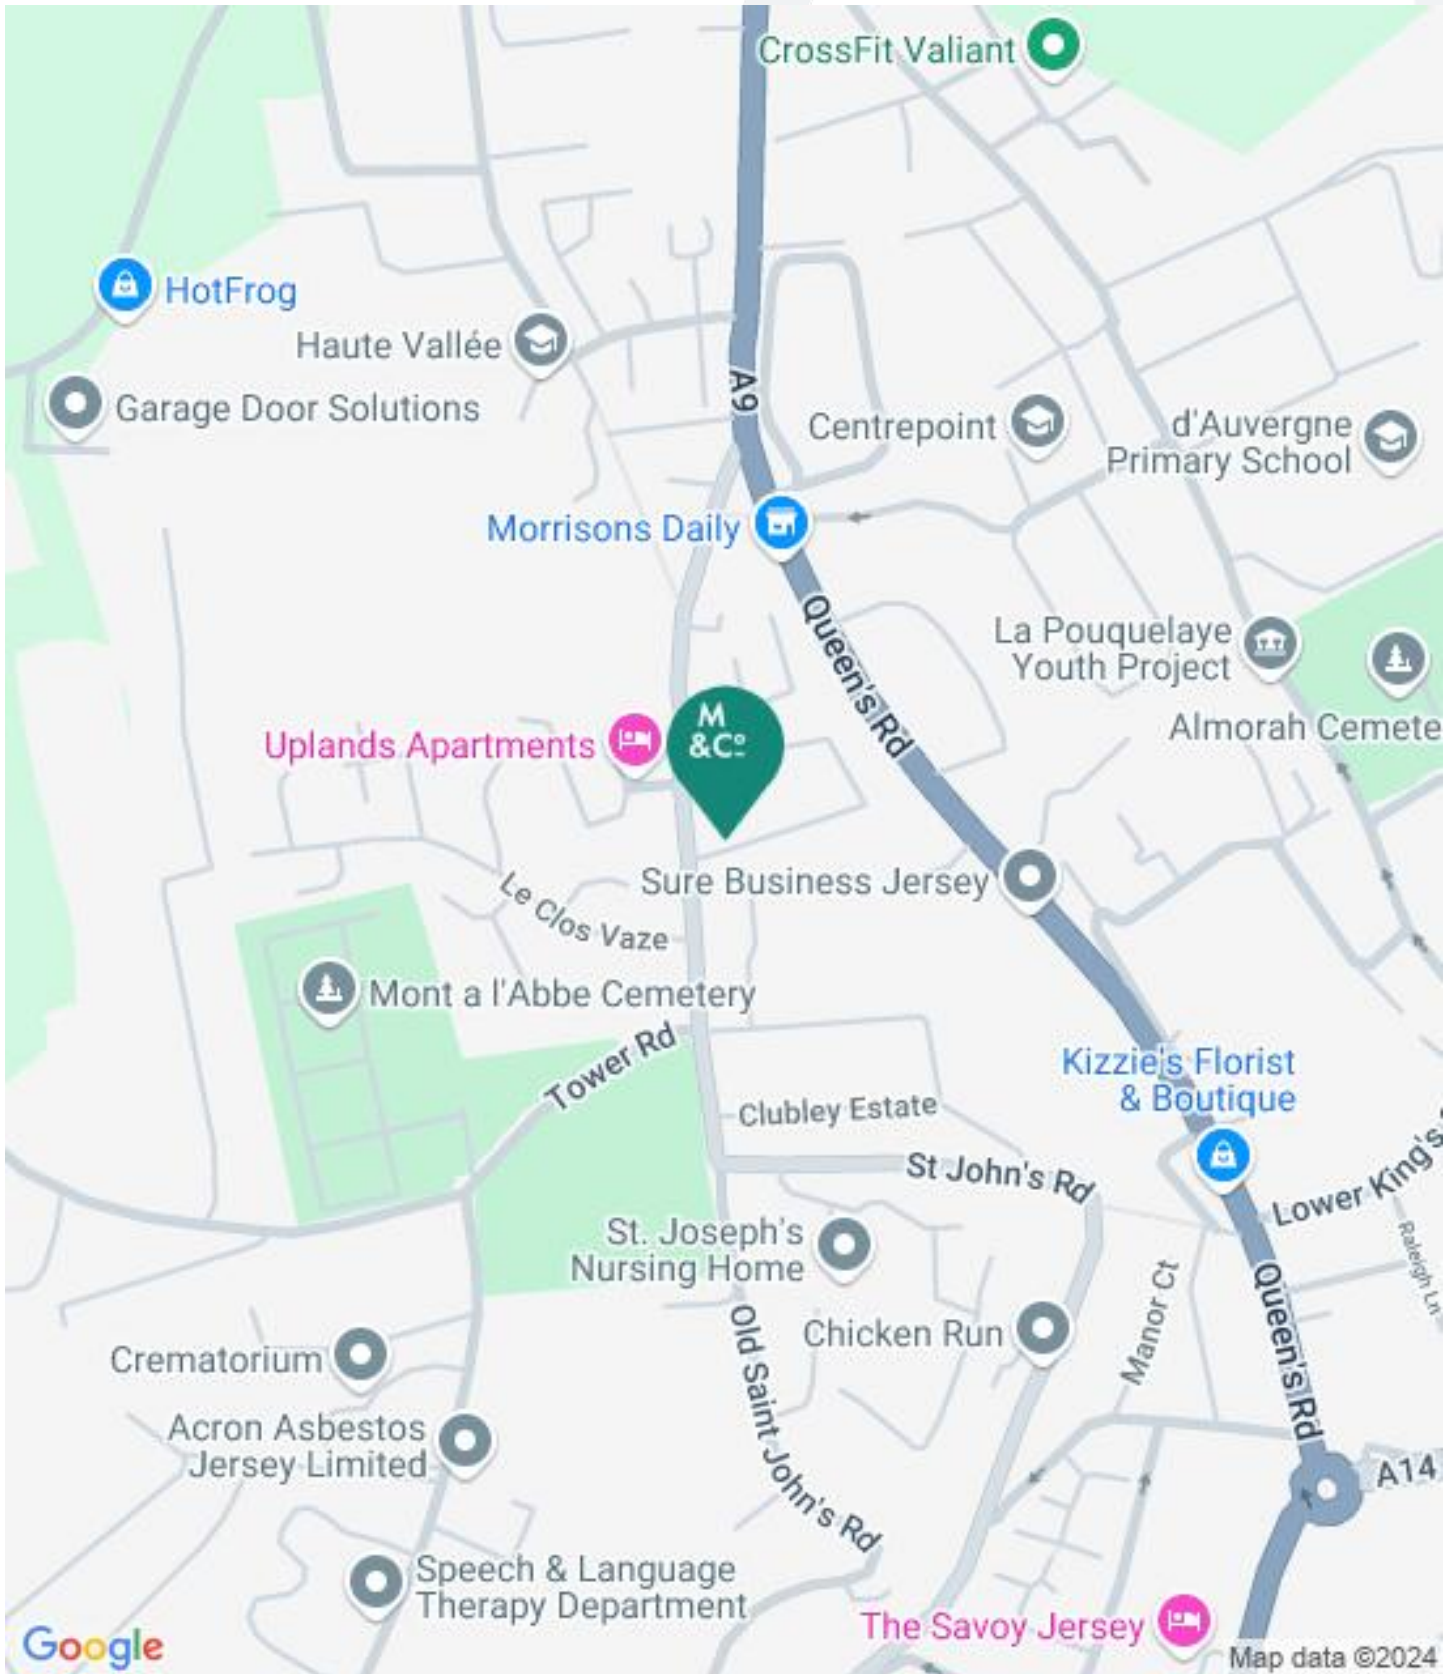 CrossFit Valiant
HotFrog
Haute Vallée
Garage Door Solutions
A9
Centrepoint
d'Auvergne
Primary School
Morrisons Daily
Queen's Rd
La Pouquelaye
Youth Project
Almorah Cemete
M
&Cº
Uplands Apartments
Sure Business Jersey
Le Clos Vaze
Mont a l'Abbe Cemetery
Tower Rd
Kizzie's Florist
& Boutique
Clubley Estate
St John's Rd
Lower King's
Raleigh Ln
St. Joseph's
Nursing Home
Manor Ct
Queen's Rd
Old Saint John's Rd
Chicken Run
Crematorium
Acron Asbestos
Jersey Limited
A14
Speech & Language
Therapy Department
The Savoy Jersey
Google
Map data ©2024